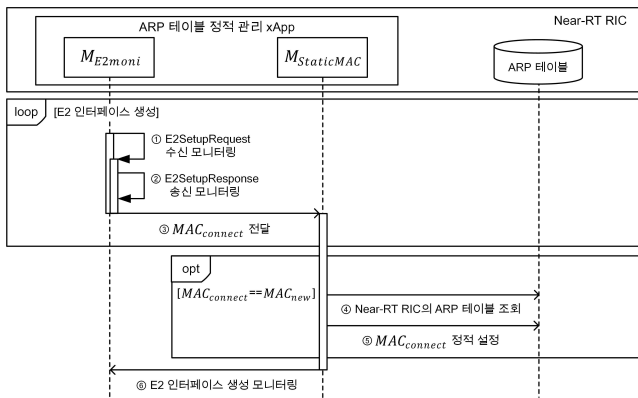 Near-RT RIC
ARP 테이블 정적 관리 xApp
M_E2moni
M_StaticMAC
ARP 테이블
loop
[E2 인터페이스 생성]
① E2SetupRequest
수신 모니터링
② E2SetupResponse
송신 모니터링
③ MAC_connect 전달
opt
[MAC_connect==MAC_new]
④ Near-RT RIC의 ARP 테이블 조회
⑤ MAC_connect 정적 설정
⑥ E2 인터페이스 생성 모니터링